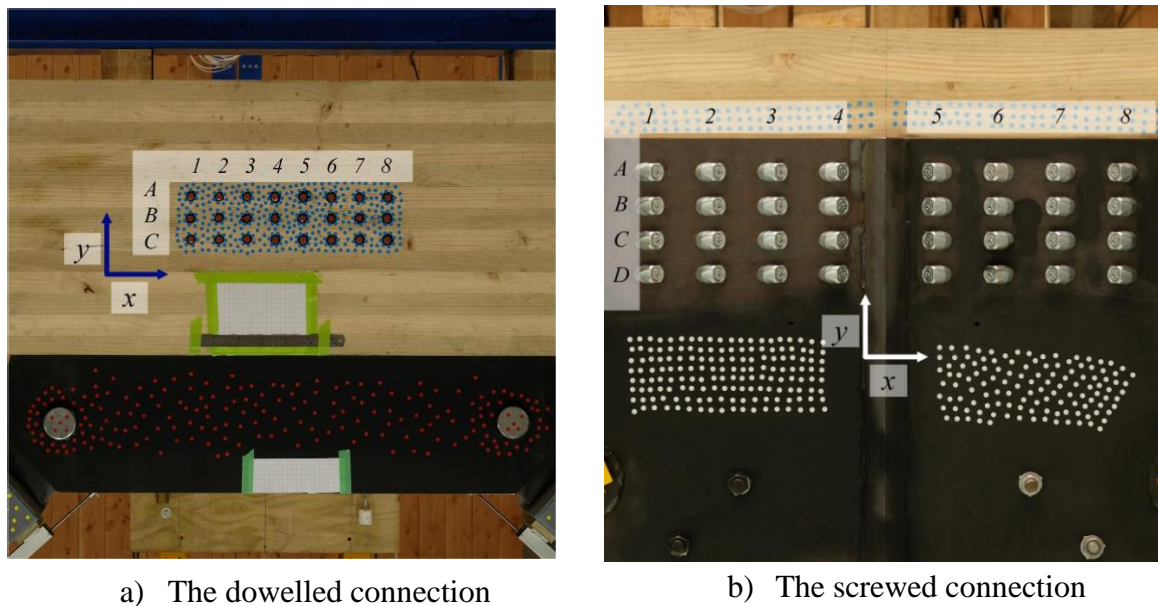 1 2 3 4 5 6 7 8
A
B
C
y
x
1 2 3 4 5 6 7 8
A
B
C
D
y
x
a) The dowelled connection
b) The screwed connection